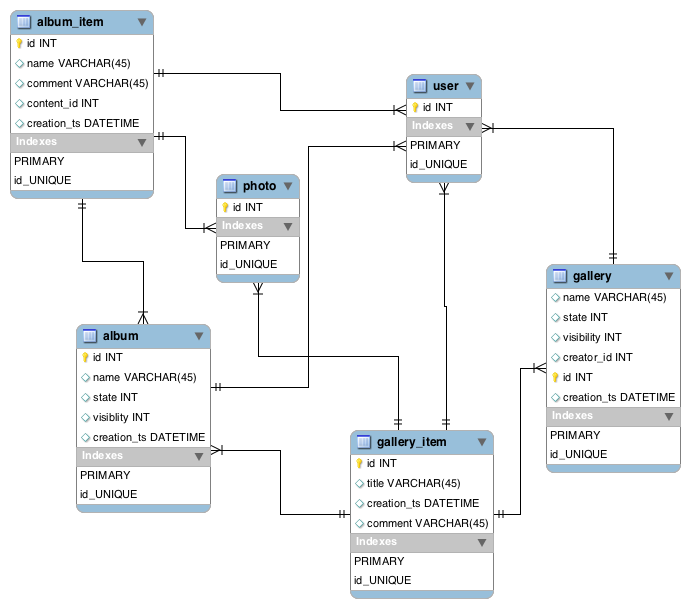 album_item
id INT
name VARCHAR(45)
comment VARCHAR(45)
content_id INT
creation_ts DATETIME
Indexes
PRIMARY
id_UNIQUE
user
id INT
Indexes
PRIMARY
id_UNIQUE
photo
id INT
Indexes
PRIMARY
id_UNIQUE
gallery
name VARCHAR(45)
state INT
visibility INT
creator_id INT
id INT
creation_ts DATETIME
Indexes
PRIMARY
id_UNIQUE
album
id INT
name VARCHAR(45)
state INT
visiblity INT
creation_ts DATETIME
Indexes
PRIMARY
id_UNIQUE
gallery_item
id INT
title VARCHAR(45)
creation_ts DATETIME
comment VARCHAR(45)
Indexes
PRIMARY
id_UNIQUE